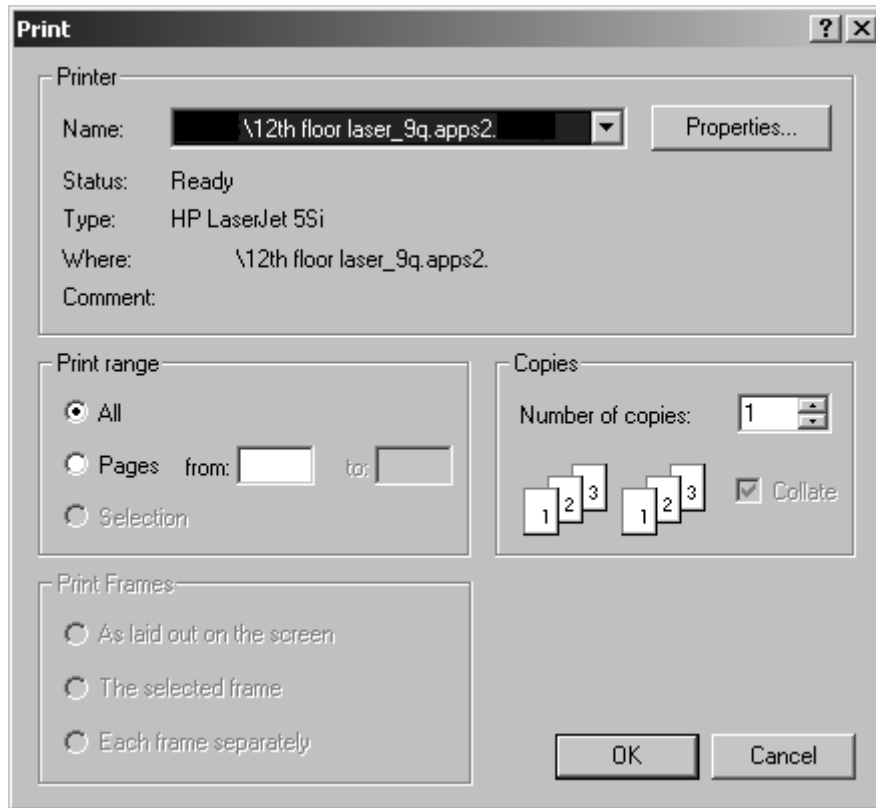 Print
Printer
Name: \12th floor laser_9q.apps2. Properties...
Status: Ready
Type: HP LaserJet 5Si
Where: \12th floor laser_9q.apps2.
Comment:
Print range
All
Pages from: to:
Selection
Copies
Number of copies: 1
1 2 3 1 2 3 Collate
Print Frames
As laid out on the screen
The selected frame
Each frame separately
OK Cancel